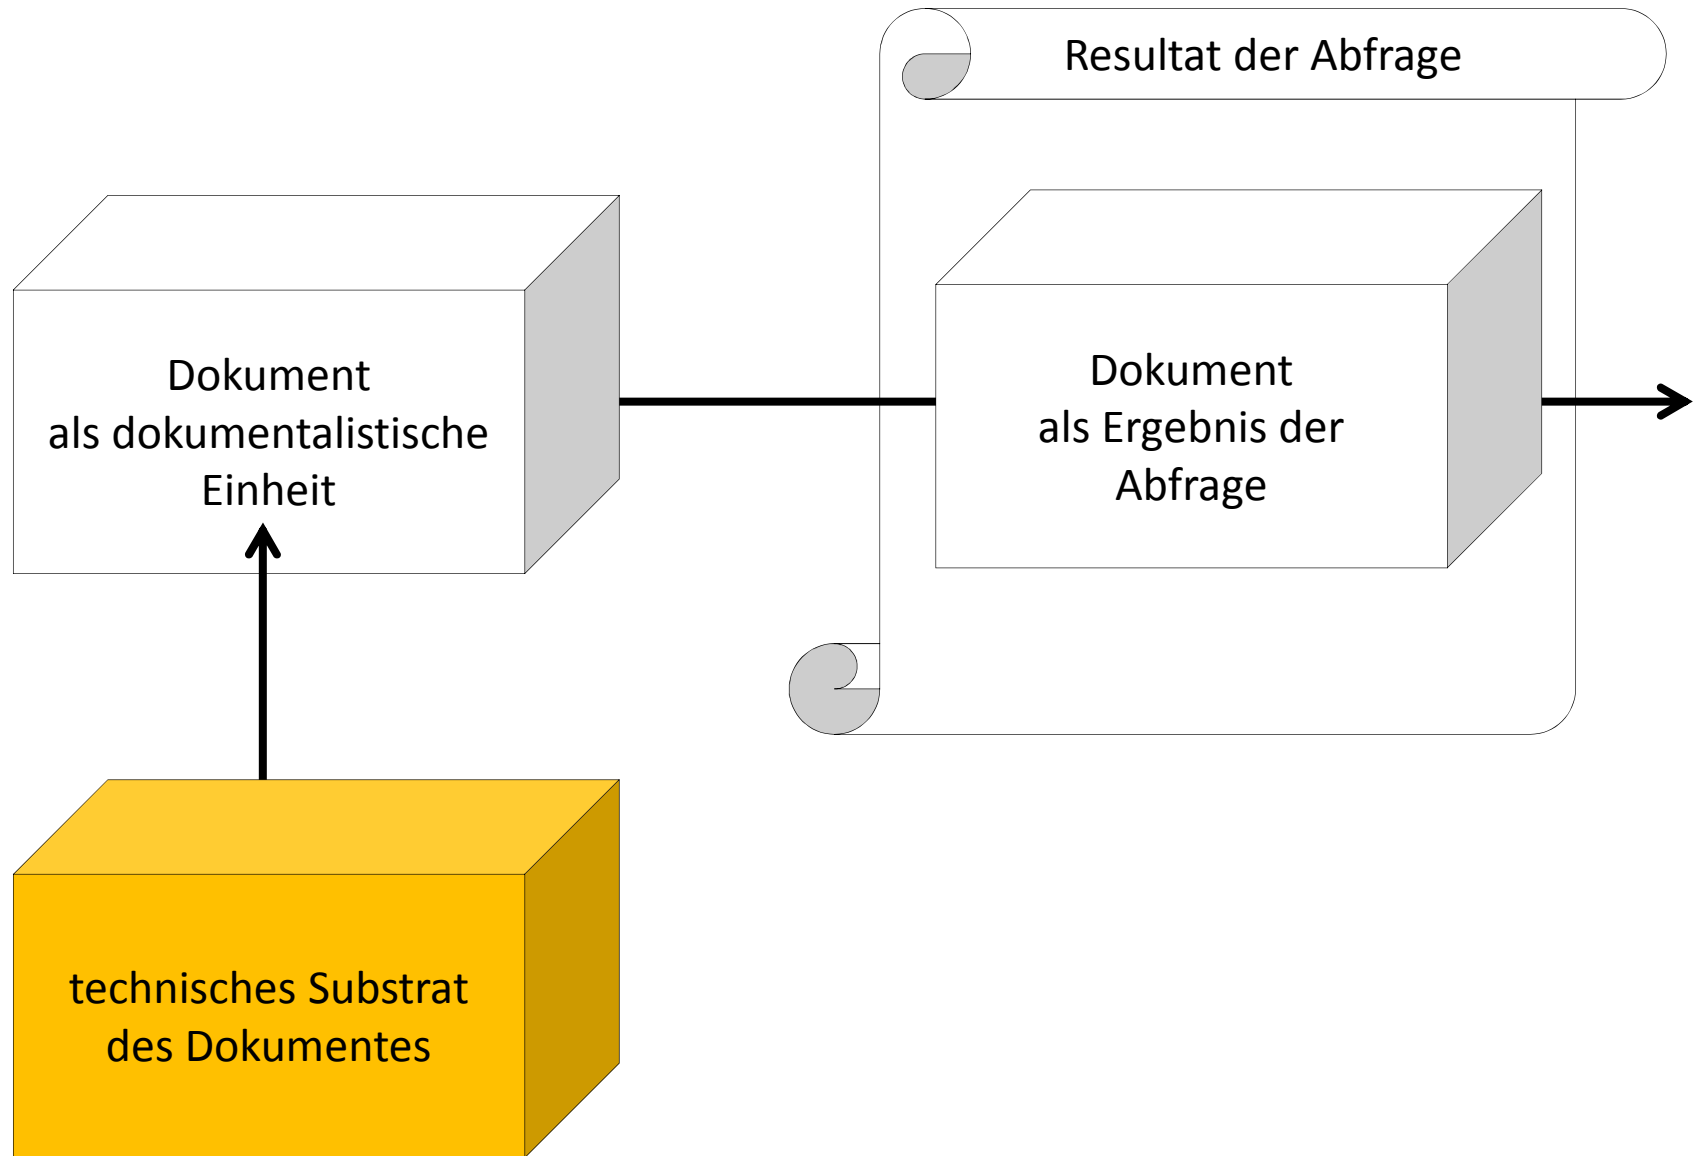 Resultat der Abfrage
Dokument
als dokumentalistische
Einheit
Dokument
als Ergebnis der
Abfrage
technisches Substrat
des Dokumentes